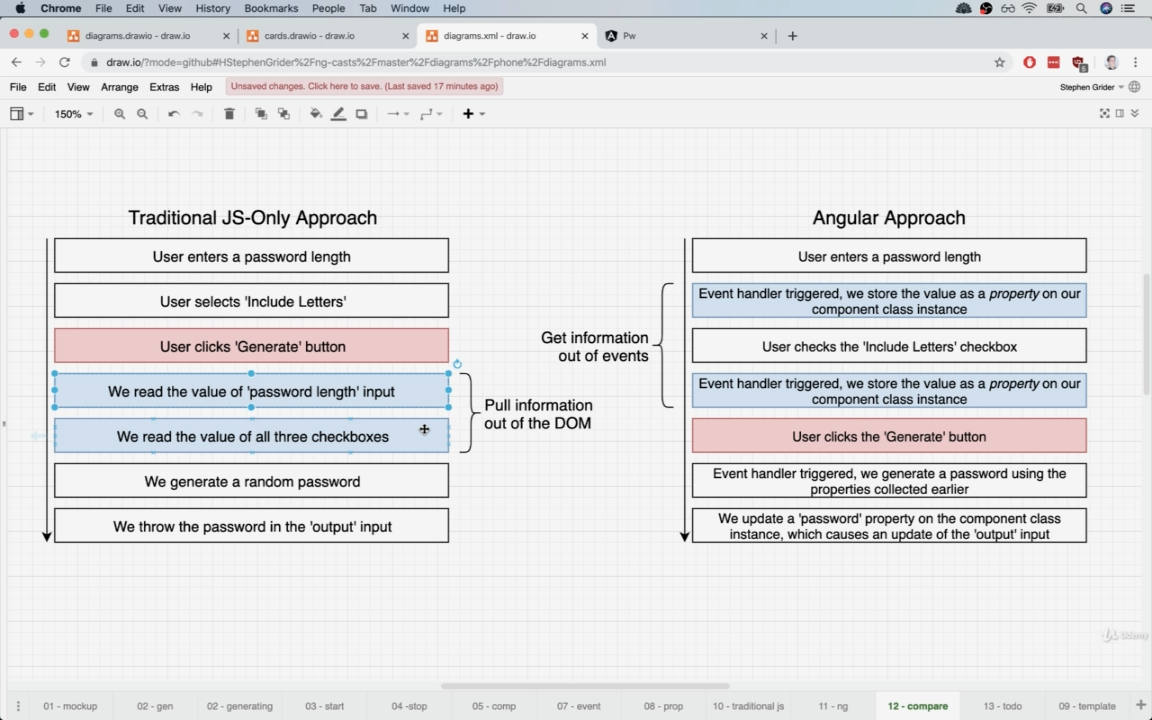 Chrome File Edit View History Bookmarks People Tab Window Help
diagrams.drawio - draw.io
cards.drawio - draw.io
diagrams.xml - draw.io
Pw
draw.io/?mode=github#HStephenGrider%2Fng-casts%2Fmaster%2Fdiagrams%2Fphone%2Fdiagrams.xml
File Edit View Arrange Extras Help Unsaved changes. Click here to save. (Last saved 17 minutes ago) Stephen Grider
150%
Traditional JS-Only Approach
User enters a password length
User selects 'Include Letters'
User clicks 'Generate' button
We read the value of 'password length' input
We read the value of all three checkboxes
We generate a random password
We throw the password in the 'output' input
Pull information
out of the DOM
Angular Approach
User enters a password length
Event handler triggered, we store the value as a property on our
component class instance
User checks the 'Include Letters' checkbox
Event handler triggered, we store the value as a property on our
component class instance
User clicks the 'Generate' button
Event handler triggered, we generate a password using the
properties collected earlier
We update a 'password' property on the component class
instance, which causes an update of the 'output' input
Get information
out of events
Udemy
01 - mockup 02 - gen 02 - generating 03 - start 04 -stop 05 - comp 07 - event 08 - prop 10 - traditional js 11 - ng 12 - compare 13 - todo 09 - template